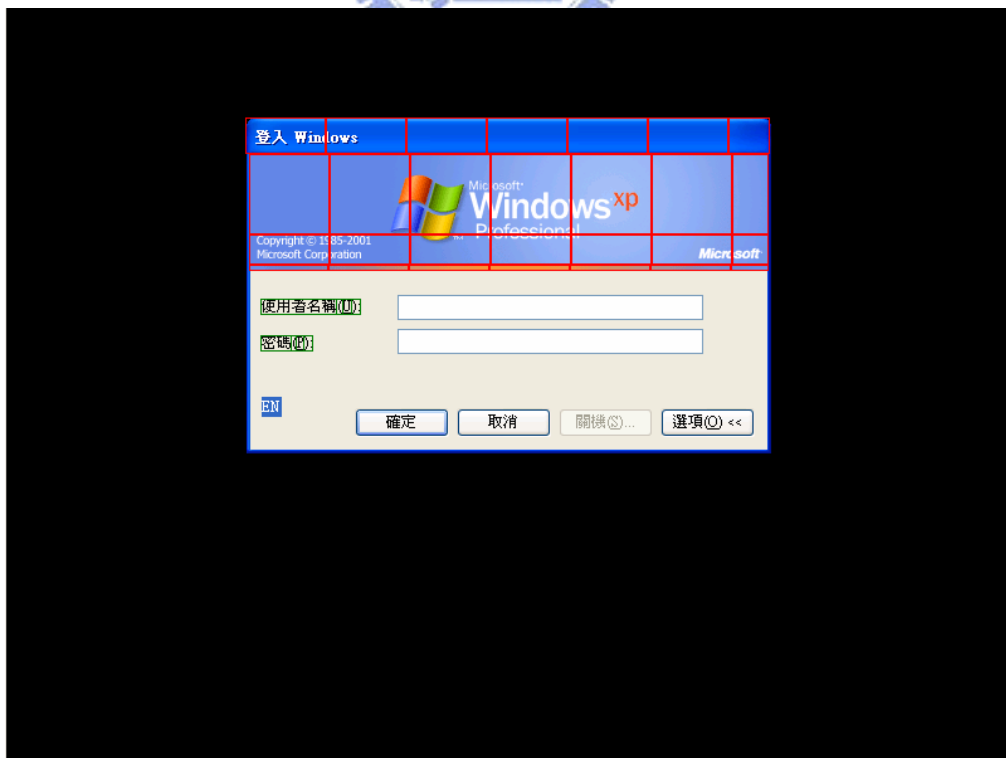 登入 Windows
Microsoft
Windows xp
Professional
Copyright © 1985-2001
Microsoft Corporation
Microsoft
使用者名稱(U):
密碼(P):
EN
確定 取消 關機(S)... 選項(O) <<